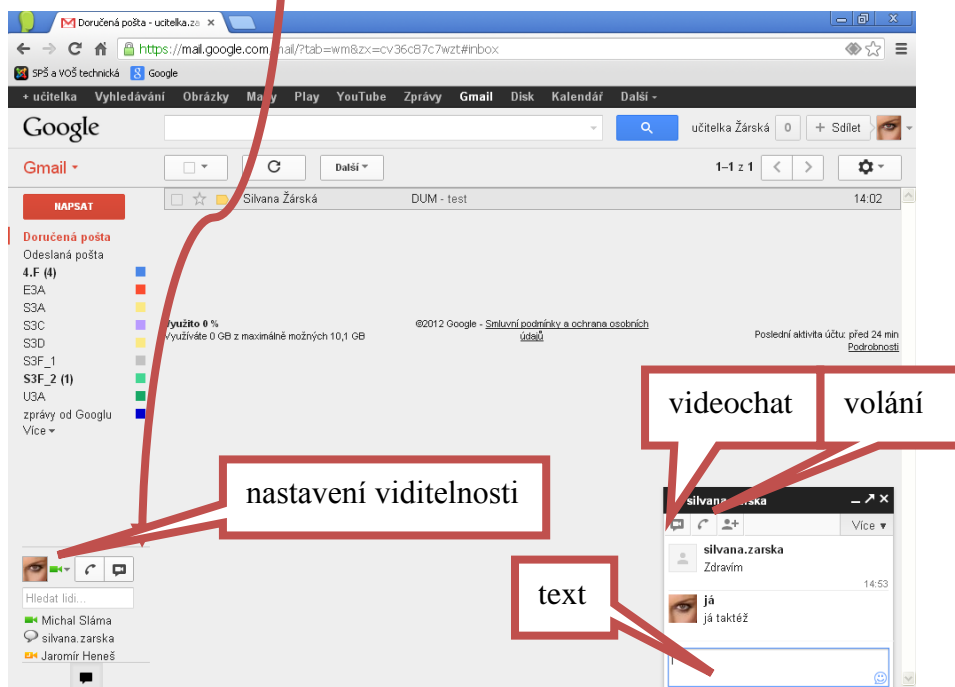 Doručená pošta - ucitelka.za
https://mail.google.com/mail/?tab=wm&zx=cv36c87c7wzt#inbox
SPŠ a VOŠ technická Google
+ učitelka Vyhledávání Obrázky Mapy Play YouTube Zprávy Gmail Disk Kalendář Další
Google učitelka Žárská 0 + Sdílet
Gmail Další 1–1 z 1
NAPSAT
Silvana Žárská DUM - test 14:02
Doručená pošta
Odeslaná pošta
4.F (4)
E3A
S3A
S3C
S3D
S3F_1
S3F_2 (1)
U3A
zprávy od Googlu
Více
Využito 0 %
Využíváte 0 GB z maximálně možných 10,1 GB
©2012 Google - Smluvní podmínky a ochrana osobních
údajů
Poslední aktivita účtu: před 24 min
Podrobnosti
videochat
volání
nastavení viditelnosti
text
silvana.zarska
Více
silvana.zarska
Zdravím
14:53
já
já taktéž
Hledat lidi...
Michal Sláma
silvana.zarska
Jaromír Heneš